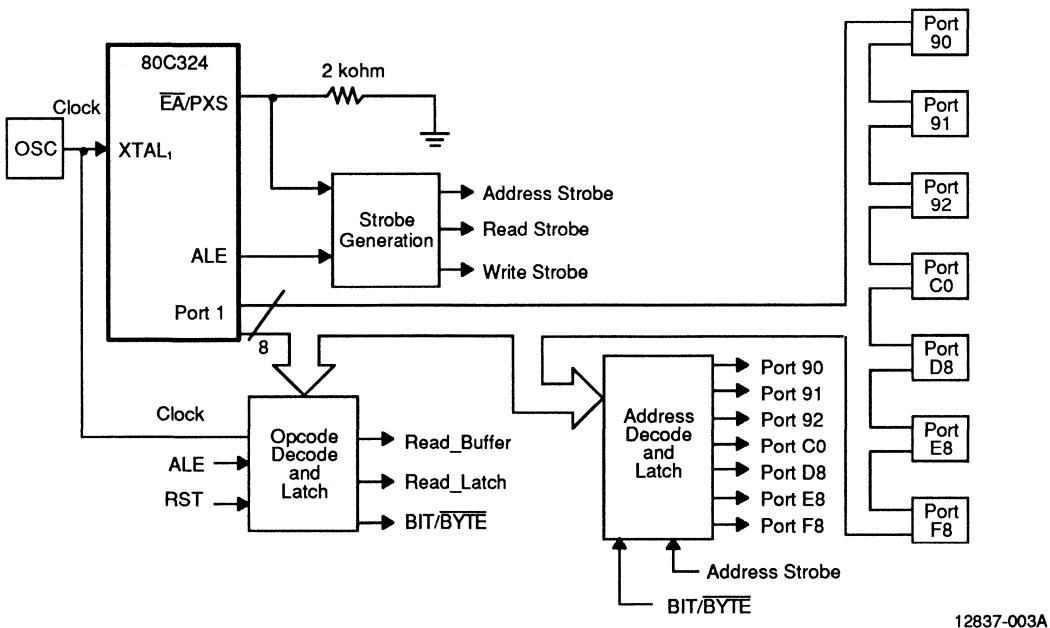 80C324
2 kohm
E̅A̅/PXS
Clock
OSC
XTAL₁
Strobe
Generation
Address Strobe
Read Strobe
Write Strobe
ALE
Port 1
8
Clock
ALE
RST
Opcode
Decode
and
Latch
Read_Buffer
Read_Latch
BIT/B̅Y̅T̅E̅
Address
Decode
and
Latch
Port 90
Port 91
Port 92
Port C0
Port D8
Port E8
Port F8
Address Strobe
BIT/B̅Y̅T̅E̅
Port
90
Port
91
Port
92
Port
C0
Port
D8
Port
E8
Port
F8
12837-003A